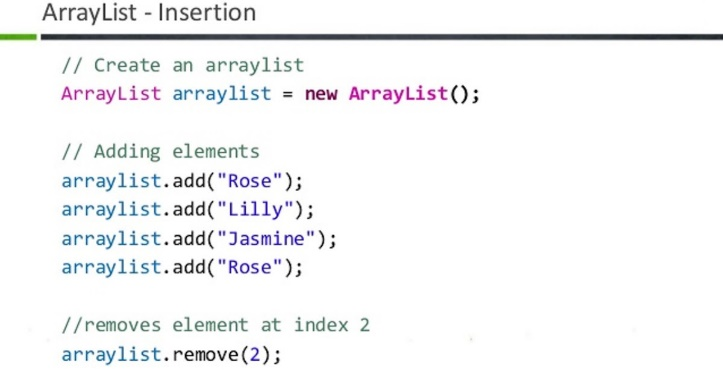 ArrayList - Insertion
// Create an arraylist
ArrayList arraylist = new ArrayList();
// Adding elements
arraylist.add("Rose");
arraylist.add("Lilly");
arraylist.add("Jasmine");
arraylist.add("Rose");
//removes element at index 2
arraylist.remove(2);